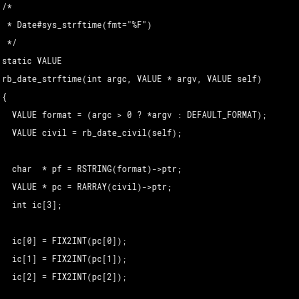 /*
 * Date#sys_strftime(fmt="%F")
 */
static VALUE
rb_date_strftime(int argc, VALUE * argv, VALUE self)
{
  VALUE format = (argc > 0 ? *argv : DEFAULT_FORMAT);
  VALUE civil = rb_date_civil(self);

  char  * pf = RSTRING(format)->ptr;
  VALUE * pc = RARRAY(civil)->ptr;
  int ic[3];

  ic[0] = FIX2INT(pc[0]);
  ic[1] = FIX2INT(pc[1]);
  ic[2] = FIX2INT(pc[2]);